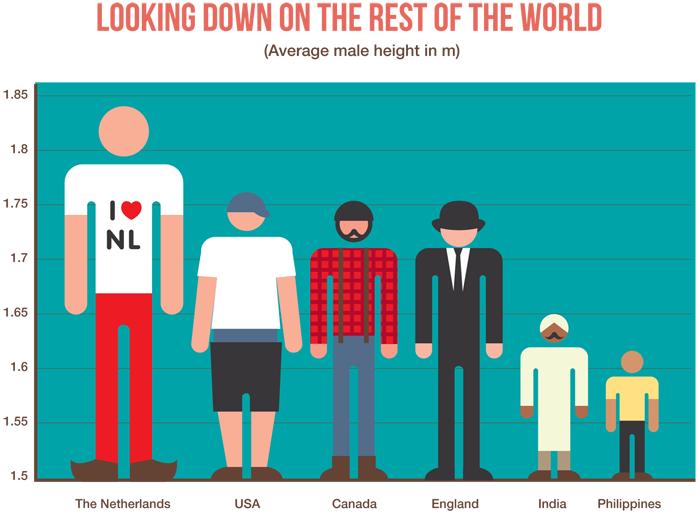 LOOKING DOWN ON THE REST OF THE WORLD
(Average male height in m)
1.85
1.8
1.75
1.7
1.65
1.6
1.55
1.5
I ❤ NL
The Netherlands USA Canada England India Philippines